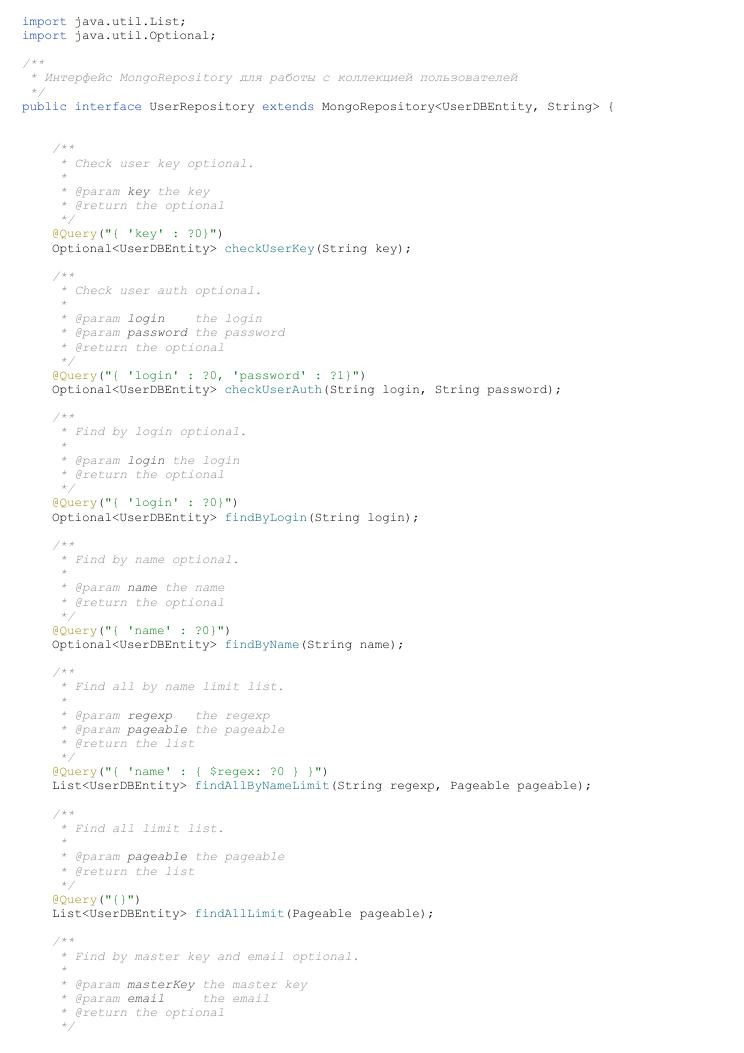 import java.util.List;
import java.util.Optional;

/**
 * Интерфейс MongoRepository для работы с коллекцией пользователей
 */
public interface UserRepository extends MongoRepository<UserDBEntity, String> {


    /**
     * Check user key optional.
     *
     * @param key the key
     * @return the optional
     */
    @Query("{ 'key' : ?0}")
    Optional<UserDBEntity> checkUserKey(String key);

    /**
     * Check user auth optional.
     *
     * @param login    the login
     * @param password the password
     * @return the optional
     */
    @Query("{ 'login' : ?0, 'password' : ?1}")
    Optional<UserDBEntity> checkUserAuth(String login, String password);

    /**
     * Find by login optional.
     *
     * @param login the login
     * @return the optional
     */
    @Query("{ 'login' : ?0}")
    Optional<UserDBEntity> findByLogin(String login);

    /**
     * Find by name optional.
     *
     * @param name the name
     * @return the optional
     */
    @Query("{ 'name' : ?0}")
    Optional<UserDBEntity> findByName(String name);

    /**
     * Find all by name limit list.
     *
     * @param regexp   the regexp
     * @param pageable the pageable
     * @return the list
     */
    @Query("{ 'name' : { $regex: ?0 } }")
    List<UserDBEntity> findAllByNameLimit(String regexp, Pageable pageable);

    /**
     * Find all limit list.
     *
     * @param pageable the pageable
     * @return the list
     */
    @Query("{}")
    List<UserDBEntity> findAllLimit(Pageable pageable);

    /**
     * Find by master key and email optional.
     *
     * @param masterKey the master key
     * @param email     the email
     * @return the optional
     */